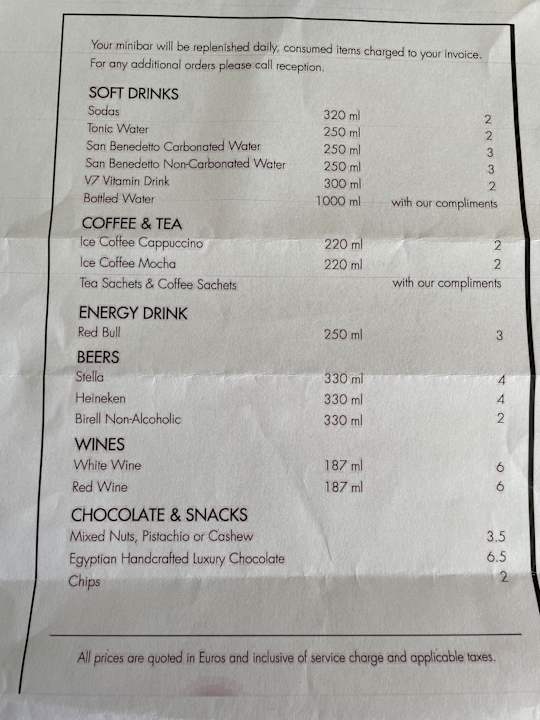 Your minibar will be replenished daily, consumed items charged to your invoice.
For any additional orders please call reception.
SOFT DRINKS
Sodas 320 ml 2
Tonic Water 250 ml 2
San Benedetto Carbonated Water 250 ml 3
San Benedetto Non-Carbonated Water 250 ml 3
V7 Vitamin Drink 300 ml 2
Bottled Water 1000 ml with our compliments
COFFEE & TEA
Ice Coffee Cappuccino 220 ml 2
Ice Coffee Mocha 220 ml 2
Tea Sachets & Coffee Sachets with our compliments
ENERGY DRINK
Red Bull 250 ml 3
BEERS
Stella 330 ml 4
Heineken 330 ml 4
Birell Non-Alcoholic 330 ml 2
WINES
White Wine 187 ml 6
Red Wine 187 ml 6
CHOCOLATE & SNACKS
Mixed Nuts, Pistachio or Cashew 3.5
Egyptian Handcrafted Luxury Chocolate 6.5
Chips 2
All prices are quoted in Euros and inclusive of service charge and applicable taxes.